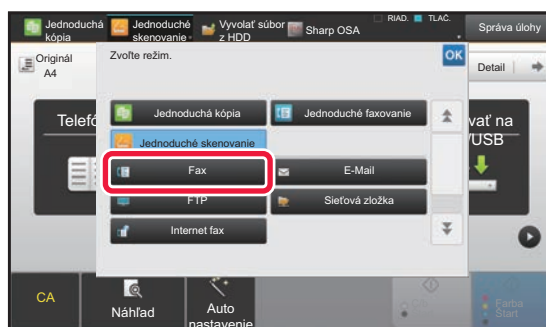 Jednoduchá
kópia
Jednoduché
skenovanie
Vyvolať súbor
z HDD
Sharp OSA
RIAD.
TLAČ.
Správa úlohy
Originál
A4
Zvoľte režim.
OK
Detail
Telefó
vať na
/USB
Jednoduchá kópia
Jednoduché faxovanie
Jednoduché skenovanie
Fax
E-Mail
FTP
Sieťová zložka
Internet fax
CA
Náhľad
Auto
nastavenie
Farba
Štart